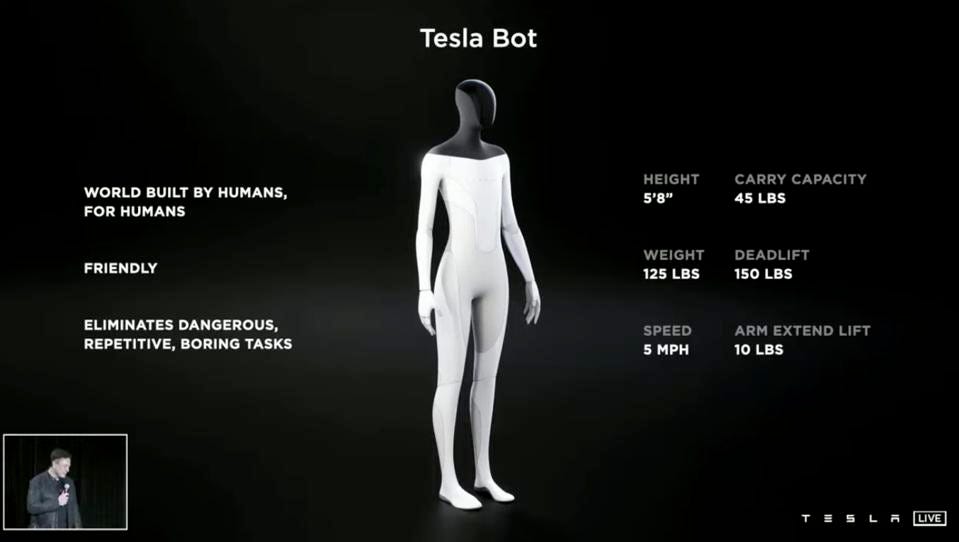 Tesla Bot
WORLD BUILT BY HUMANS,
FOR HUMANS
FRIENDLY
ELIMINATES DANGEROUS,
REPETITIVE, BORING TASKS
HEIGHT
5’8”
CARRY CAPACITY
45 LBS
WEIGHT
125 LBS
DEADLIFT
150 LBS
SPEED
5 MPH
ARM EXTEND LIFT
10 LBS
TESLA LIVE